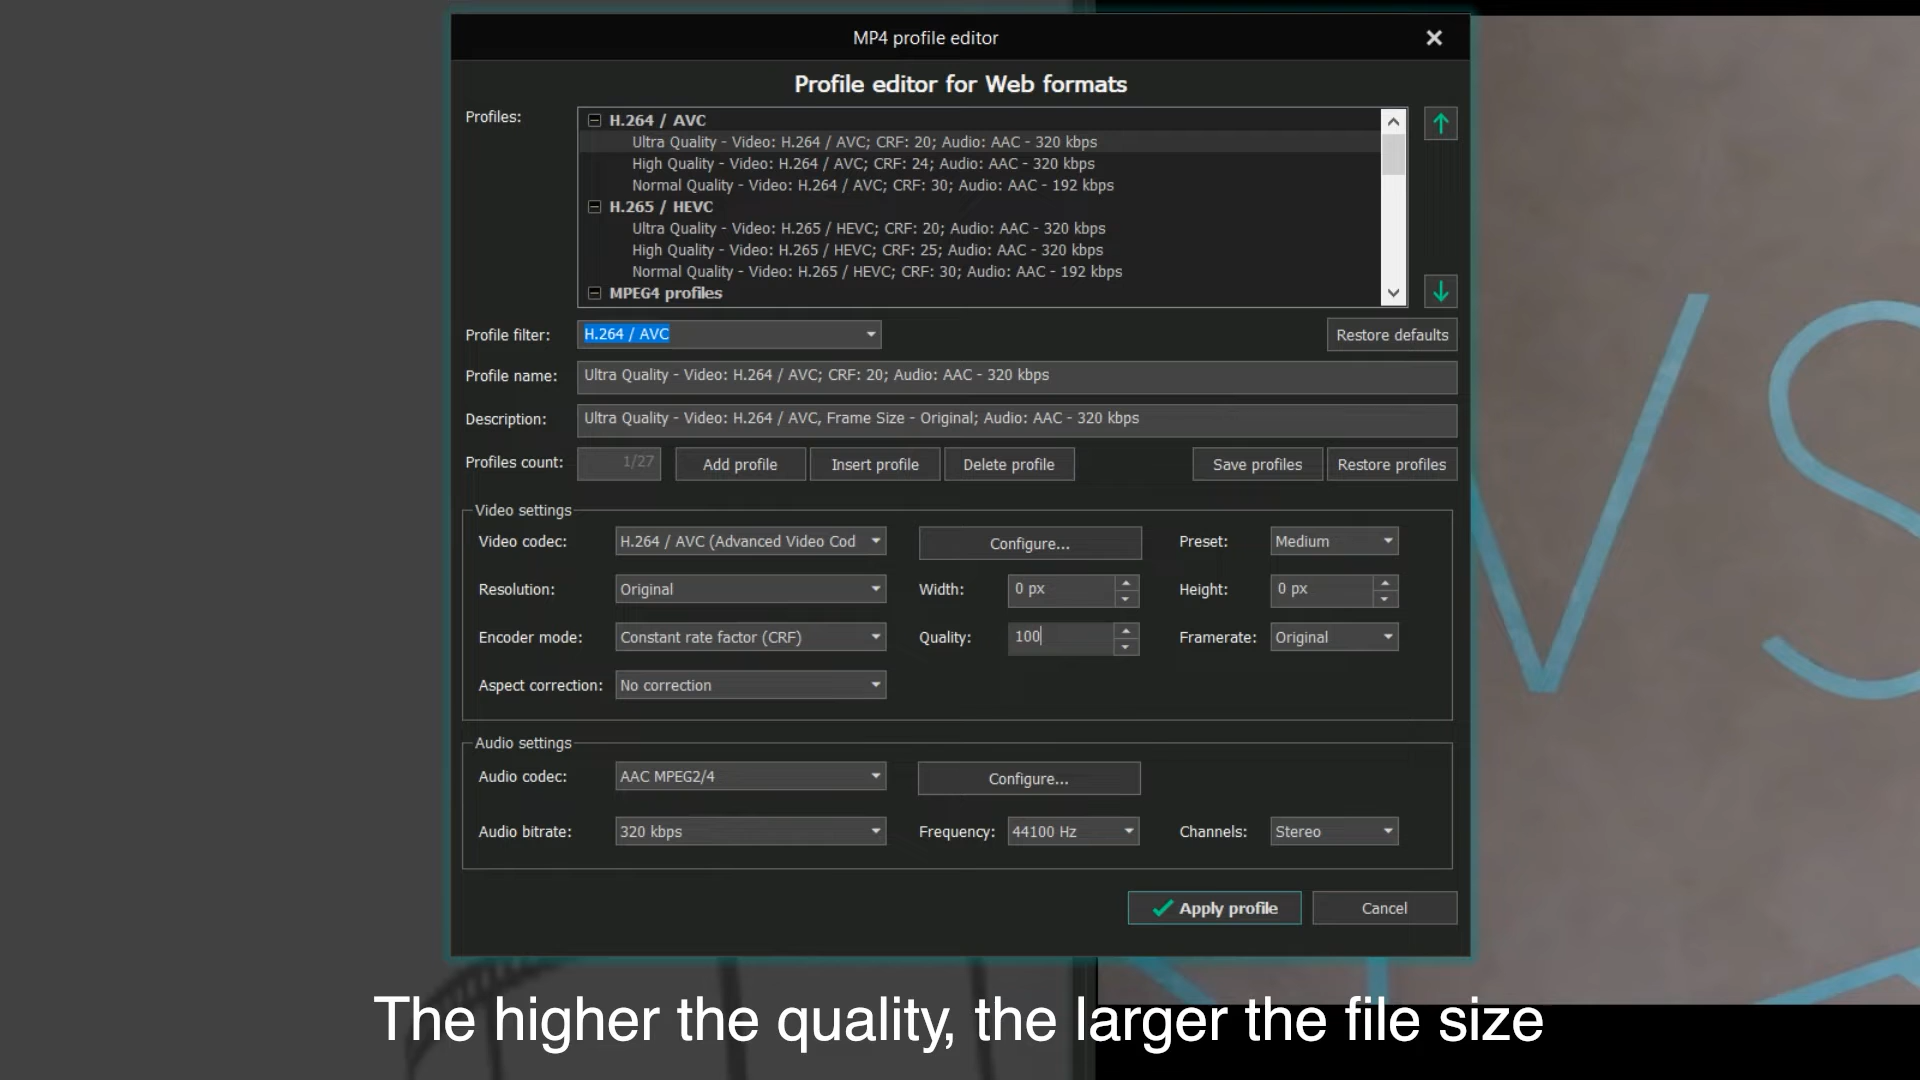 MP4 profile editor
Profile editor for Web formats
Profiles:
H.264 / AVC
Ultra Quality - Video: H.264 / AVC; CRF: 20; Audio: AAC - 320 kbps
High Quality - Video: H.264 / AVC; CRF: 24; Audio: AAC - 320 kbps
Normal Quality - Video: H.264 / AVC; CRF: 30; Audio: AAC - 192 kbps
H.265 / HEVC
Ultra Quality - Video: H.265 / HEVC; CRF: 20; Audio: AAC - 320 kbps
High Quality - Video: H.265 / HEVC; CRF: 25; Audio: AAC - 320 kbps
Normal Quality - Video: H.265 / HEVC; CRF: 30; Audio: AAC - 192 kbps
MPEG4 profiles
Profile filter: H.264 / AVC Restore defaults
Profile name: Ultra Quality - Video: H.264 / AVC; CRF: 20; Audio: AAC - 320 kbps
Description: Ultra Quality - Video: H.264 / AVC, Frame Size - Original; Audio: AAC - 320 kbps
Profiles count: 1/27 Add profile Insert profile Delete profile Save profiles Restore profiles
Video settings
Video codec: H.264 / AVC (Advanced Video Cod Configure... Preset: Medium
Resolution: Original Width: 0 px Height: 0 px
Encoder mode: Constant rate factor (CRF) Quality: 100 Framerate: Original
Aspect correction: No correction
Audio settings
Audio codec: AAC MPEG2/4 Configure...
Audio bitrate: 320 kbps Frequency: 44100 Hz Channels: Stereo
Apply profile Cancel
VS
The higher the quality, the larger the file size